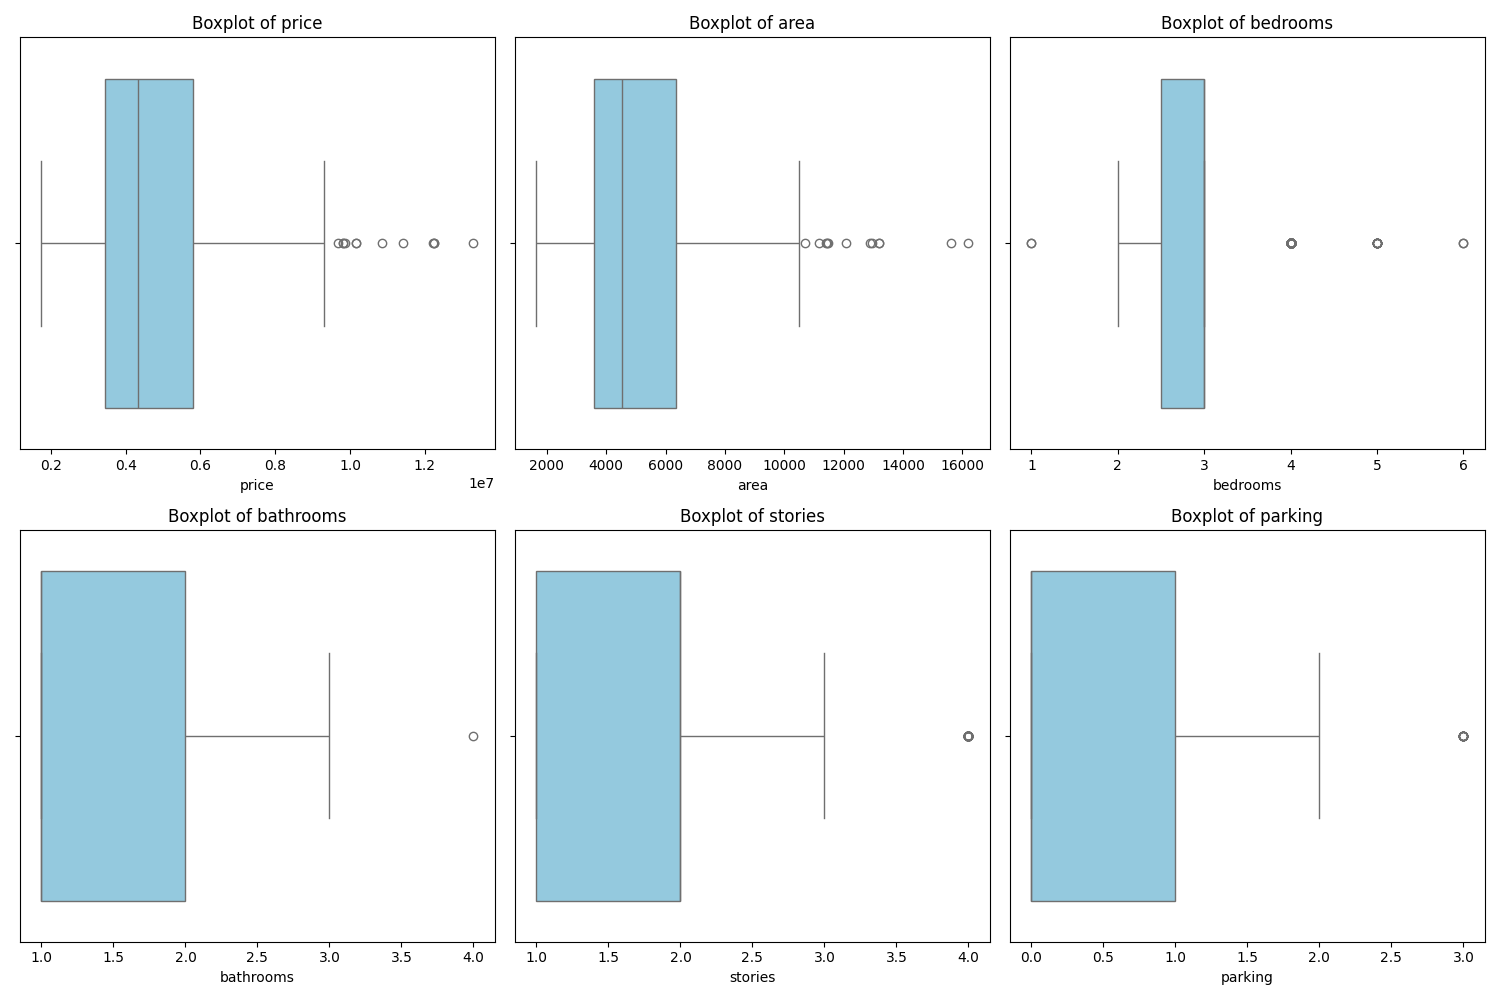 Boxplot of price
Boxplot of area
Boxplot of bedrooms
0.2 0.4 0.6 0.8 1.0 1.2
1e7
price
2000 4000 6000 8000 10000 12000 14000 16000
area
1 2 3 4 5 6
bedrooms
Boxplot of bathrooms
Boxplot of stories
Boxplot of parking
1.0 1.5 2.0 2.5 3.0 3.5 4.0
bathrooms
1.0 1.5 2.0 2.5 3.0 3.5 4.0
stories
0.0 0.5 1.0 1.5 2.0 2.5 3.0
parking